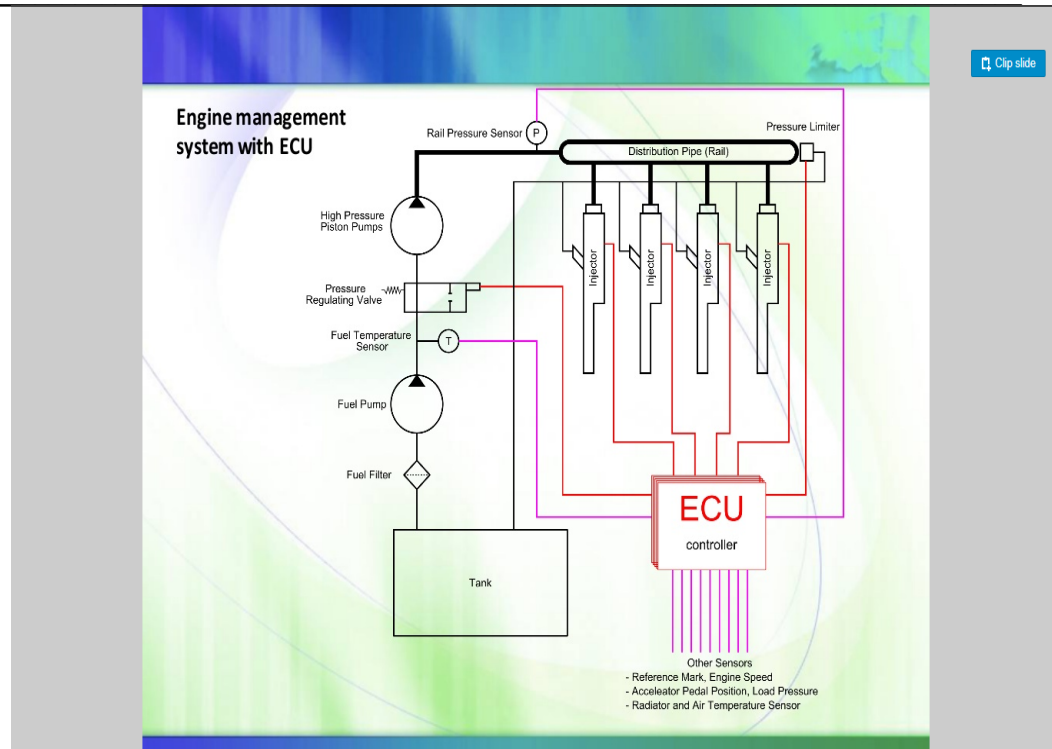 Clip slide
Engine management
system with ECU
Rail Pressure Sensor
P
Pressure Limiter
Distribution Pipe (Rail)
High Pressure
Piston Pumps
Injector
Injector
Injector
Injector
Pressure
Regulating Valve
Fuel Temperature
Sensor
T
Fuel Pump
Fuel Filter
ECU
controller
Tank
Other Sensors
- Reference Mark, Engine Speed
- Acceleator Pedal Position, Load Pressure
- Radiator and Air Temperature Sensor